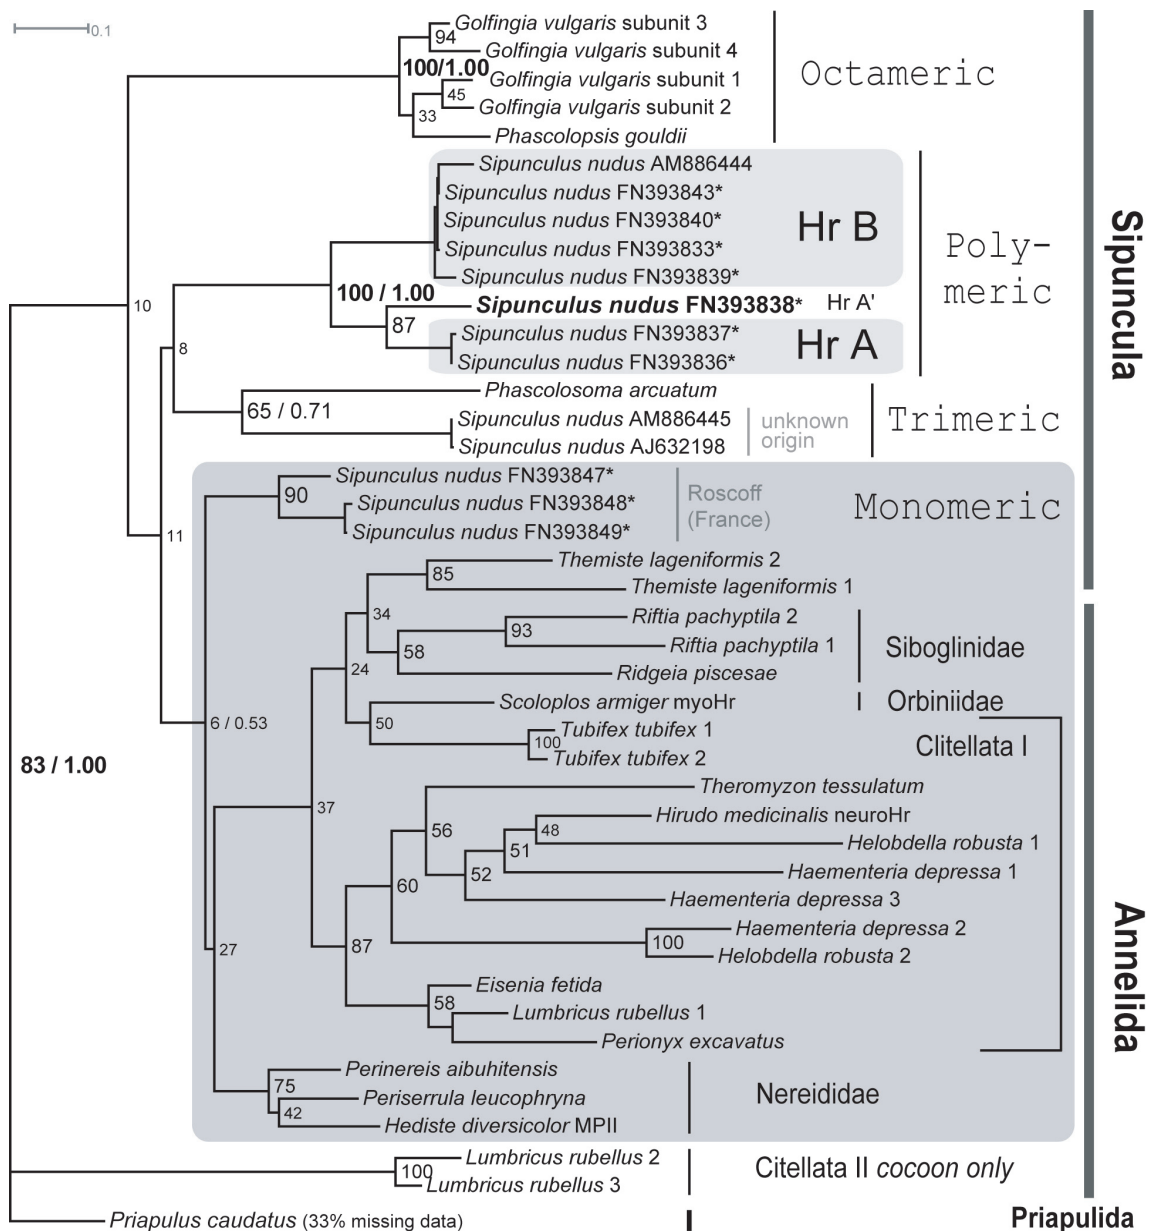 0.1
Golfingia vulgaris subunit 3
94
Golfingia vulgaris subunit 4
100/1.00
Golfingia vulgaris subunit 1
45
Golfingia vulgaris subunit 2
33
Phascolopsis gouldii
Octameric
Sipunculus nudus AM886444
Sipunculus nudus FN393843*
Sipunculus nudus FN393840*
Sipunculus nudus FN393833*
Sipunculus nudus FN393839*
Hr B
Poly-
meric
100 / 1.00
Sipunculus nudus FN393838* Hr A'
10
87
Sipunculus nudus FN393837*
Sipunculus nudus FN393836*
Hr A
8
Phascolosoma arcuatum
65 / 0.71
Sipunculus nudus AM886445
Sipunculus nudus AJ632198
unknown
origin
Trimeric
Sipuncula
Sipunculus nudus FN393847*
90
Sipunculus nudus FN393848*
Sipunculus nudus FN393849*
Roscoff
(France)
Monomeric
11
Themiste lageniformis 2
85
Themiste lageniformis 1
34
Riftia pachyptila 2
93
Riftia pachyptila 1
58
Ridgeia piscesae
Siboglinidae
24
Scoloplos armiger myoHr
Orbiniidae
50
6 / 0.53
Tubifex tubifex 1
100
Tubifex tubifex 2
Clitellata I
83 / 1.00
Theromyzon tessulatum
37
Hirudo medicinalis neuroHr
56
48
Helobdella robusta 1
51
Haementeria depressa 1
52
60
Haementeria depressa 3
Haementeria depressa 2
100
Helobdella robusta 2
27
87
Eisenia fetida
58
Lumbricus rubellus 1
Perionyx excavatus
Annelida
Perinereis aibuhitensis
75
Periserrula leucophryna
42
Hediste diversicolor MPII
Nereididae
Lumbricus rubellus 2
100
Lumbricus rubellus 3
Citellata II cocoon only
Priapulus caudatus (33% missing data)
Priapulida